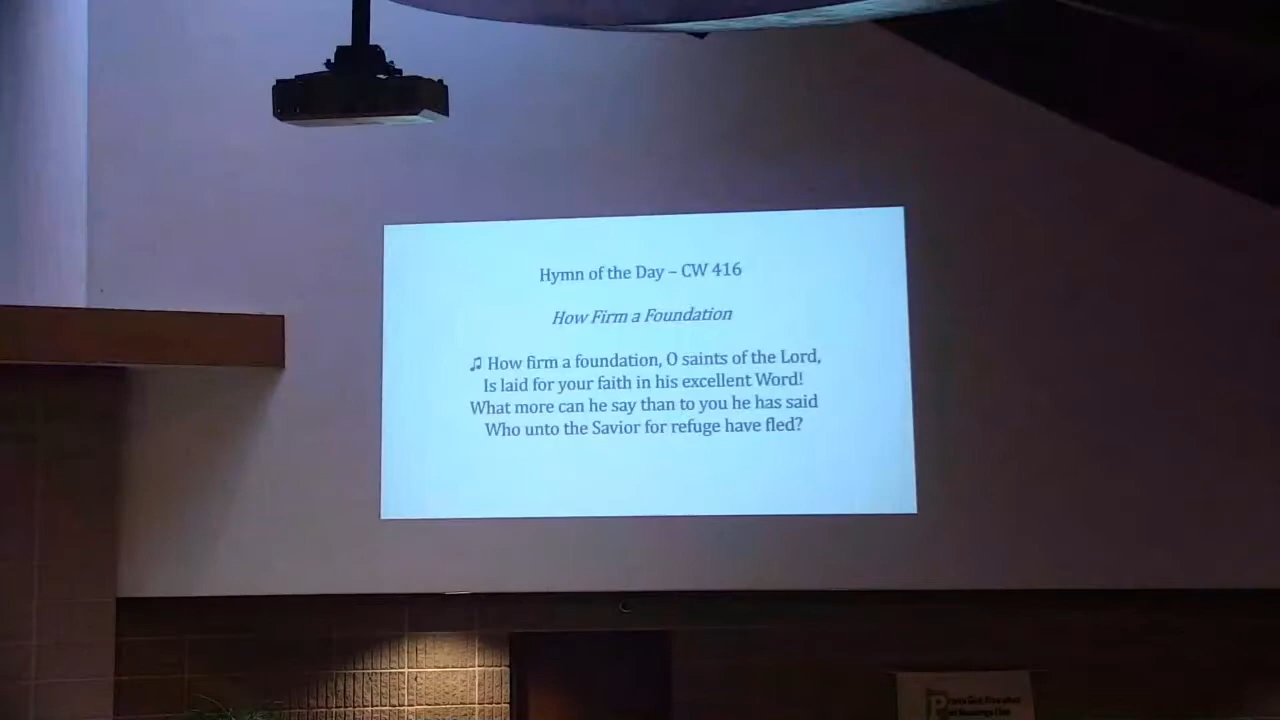 Hymn of the Day – CW 416
How Firm a Foundation
♫ How firm a foundation, O saints of the Lord,
Is laid for your faith in his excellent Word!
What more can he say than to you he has said
Who unto the Savior for refuge have fled?